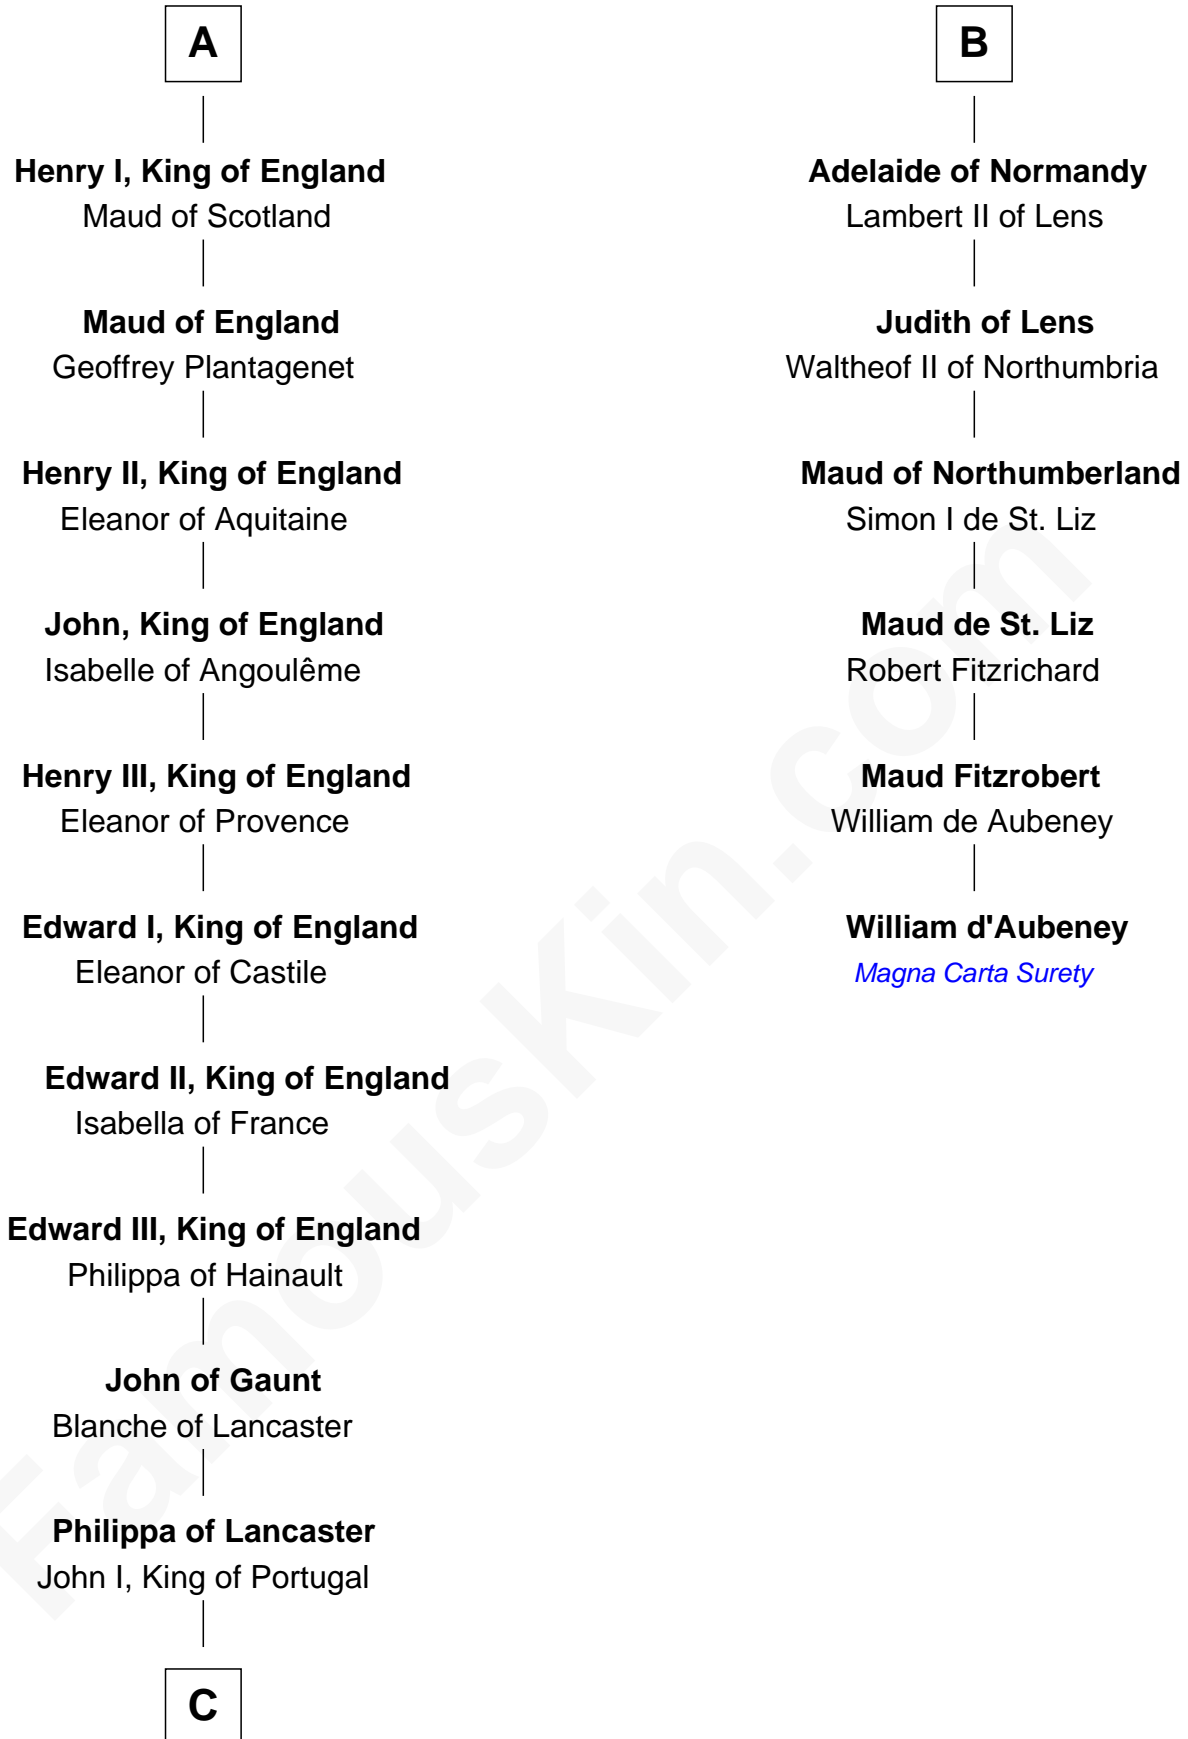 A
Henry I, King of England
Maud of Scotland
Maud of England
Geoffrey Plantagenet
Henry II, King of England
Eleanor of Aquitaine
John, King of England
Isabelle of Angoulême
Henry III, King of England
Eleanor of Provence
Edward I, King of England
Eleanor of Castile
Edward II, King of England
Isabella of France
Edward III, King of England
Philippa of Hainault
John of Gaunt
Blanche of Lancaster
Philippa of Lancaster
John I, King of Portugal
C
B
Adelaide of Normandy
Lambert II of Lens
Judith of Lens
Waltheof II of Northumbria
Maud of Northumberland
Simon I de St. Liz
Maud de St. Liz
Robert Fitzrichard
Maud Fitzrobert
William de Aubeney
William d'Aubeney
Magna Carta Surety
FamousKin.com